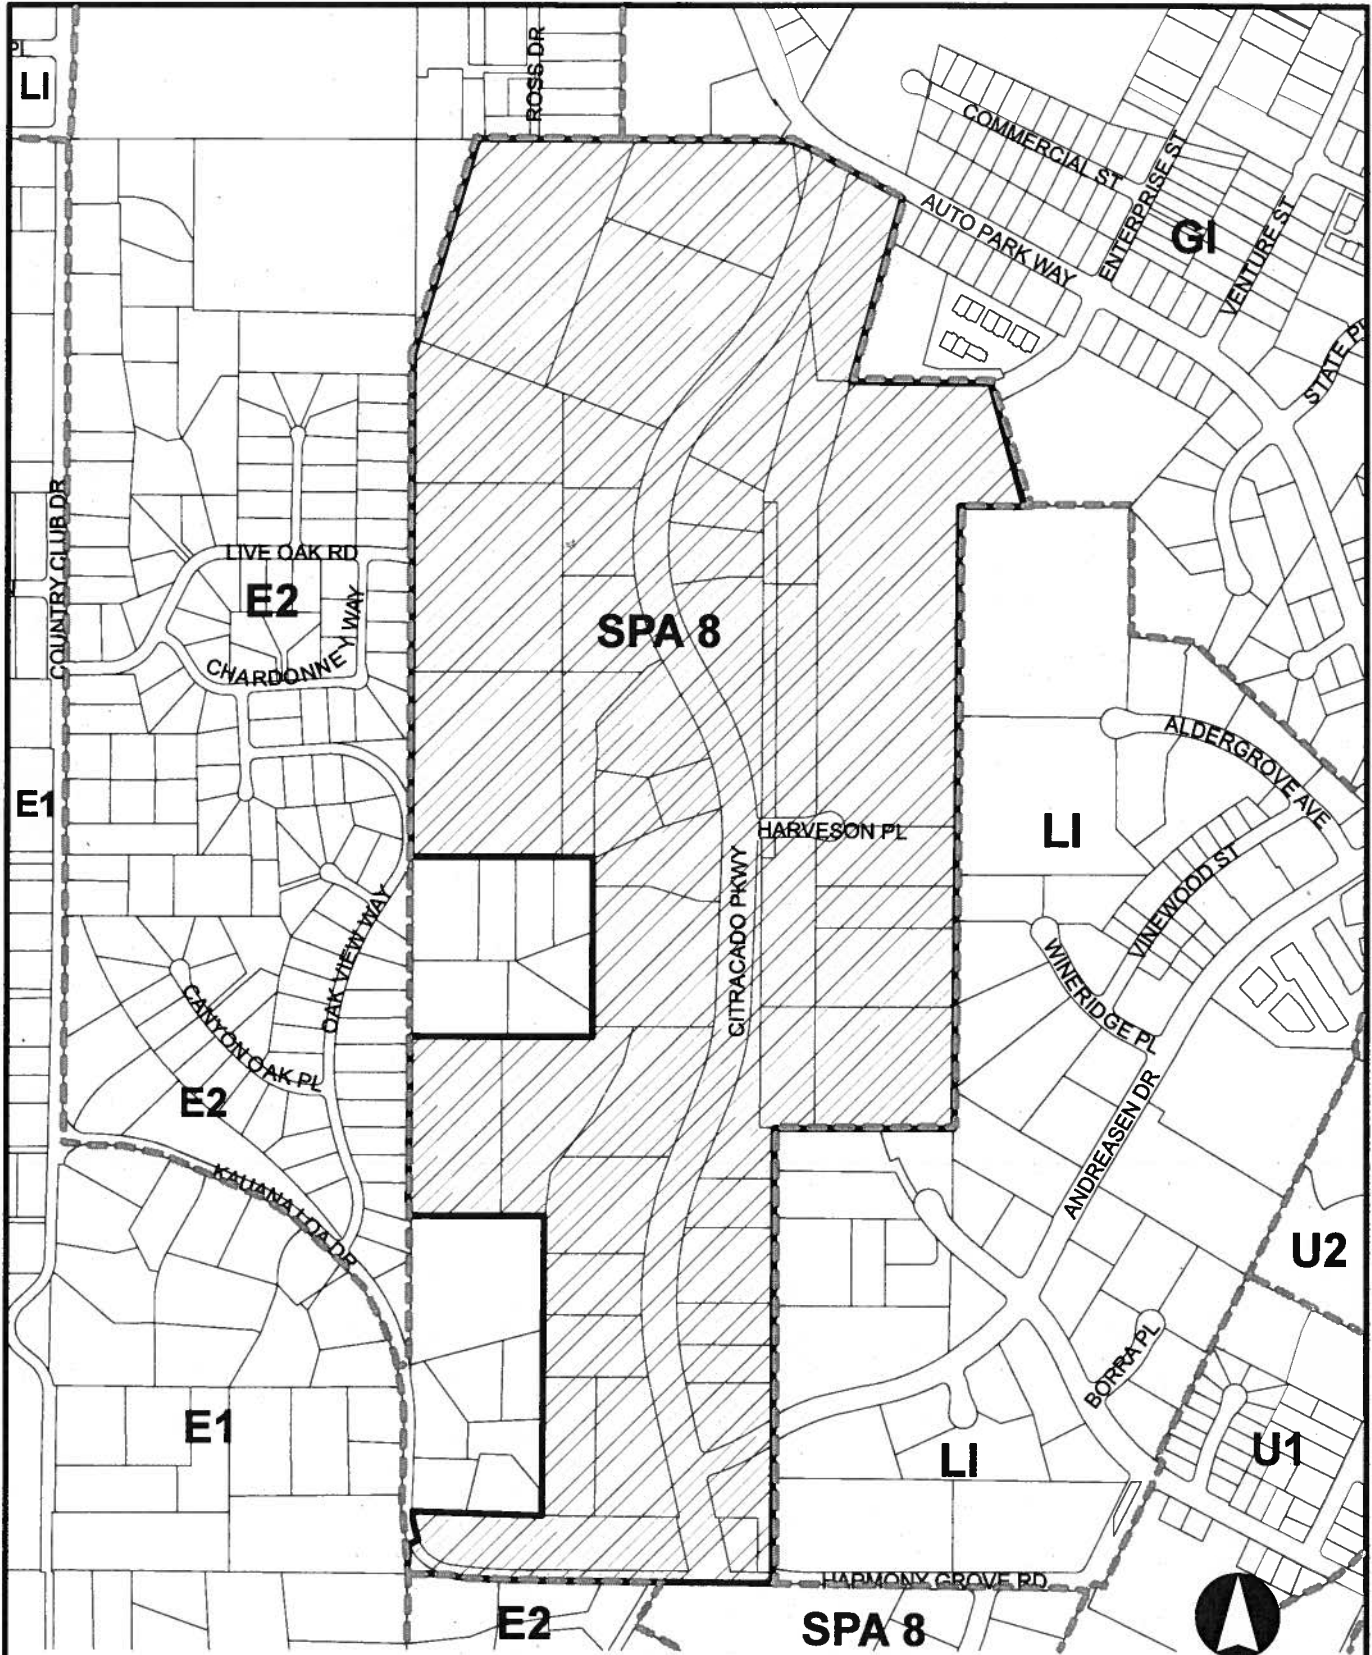 PL
LI
ROSS DR
COMMERCIAL ST
AUTO PARK WAY
ENTERPRISE ST
GI
VENTURE ST
STATE PL
COUNTRY CLUB DR
LIVE OAK RD
E2
CHARDONNEY WAY
SPA 8
ALDERGROVE AVE
E1
HARVESON PL
LI
VINEWOOD ST
CITRACADO PKWY
OAK VIEW WAY
WINERIDGE PL
CANYON OAK PL
E2
ANDREASEN DR
KAUANA LOA DR
U2
BORRA PL
E1
LI
U1
HARMONY GROVE RD
E2
SPA 8